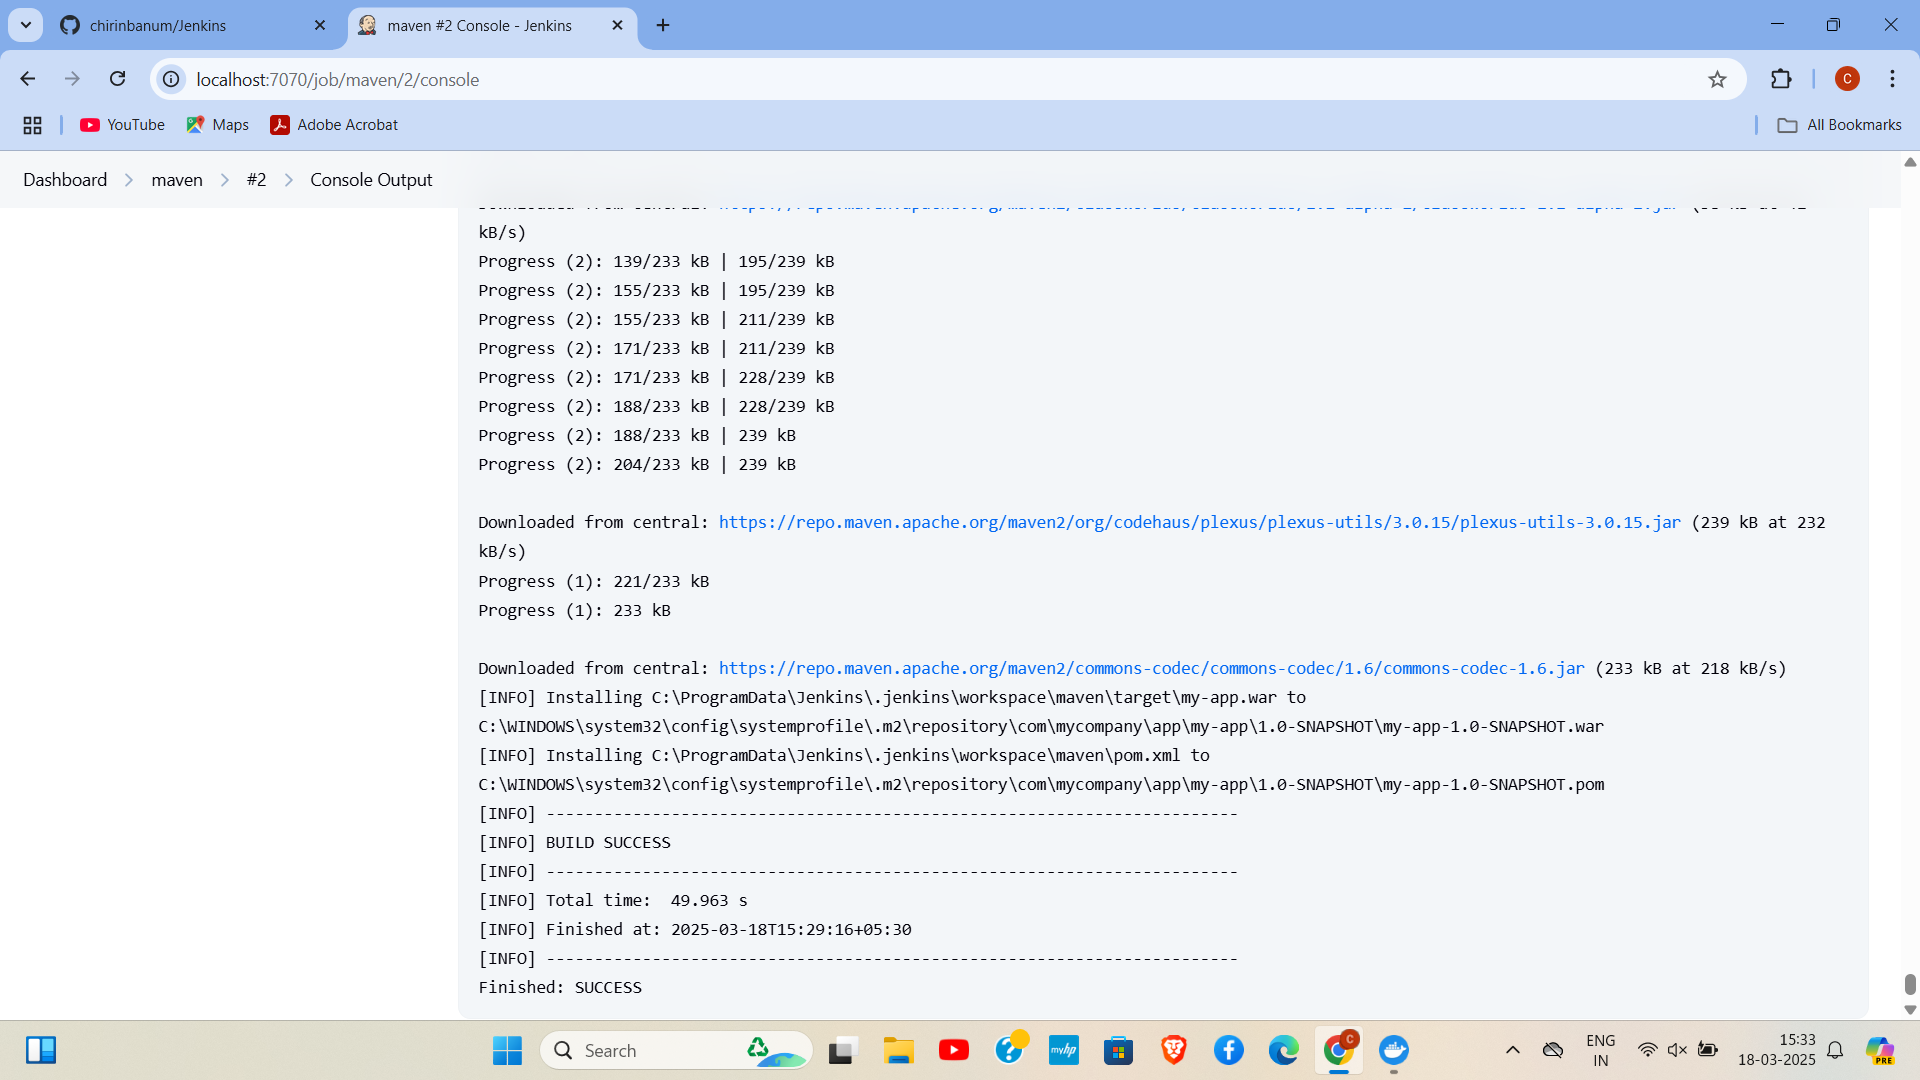 chirinbanum/Jenkins
maven #2 Console - Jenkins
localhost:7070/job/maven/2/console
C
YouTube
Maps
Adobe Acrobat
All Bookmarks
Dashboard
maven
#2
Console Output
kB/s)
Progress (2): 139/233 kB | 195/239 kB
Progress (2): 155/233 kB | 195/239 kB
Progress (2): 155/233 kB | 211/239 kB
Progress (2): 171/233 kB | 211/239 kB
Progress (2): 171/233 kB | 228/239 kB
Progress (2): 188/233 kB | 228/239 kB
Progress (2): 188/233 kB | 239 kB
Progress (2): 204/233 kB | 239 kB
Downloaded from central: https://repo.maven.apache.org/maven2/org/codehaus/plexus/plexus-utils/3.0.15/plexus-utils-3.0.15.jar (239 kB at 232
kB/s)
Progress (1): 221/233 kB
Progress (1): 233 kB
Downloaded from central: https://repo.maven.apache.org/maven2/commons-codec/commons-codec/1.6/commons-codec-1.6.jar (233 kB at 218 kB/s)
[INFO] Installing C:\ProgramData\Jenkins\.jenkins\workspace\maven\target\my-app.war to
C:\WINDOWS\system32\config\systemprofile\.m2\repository\com\mycompany\app\my-app\1.0-SNAPSHOT\my-app-1.0-SNAPSHOT.war
[INFO] Installing C:\ProgramData\Jenkins\.jenkins\workspace\maven\pom.xml to
C:\WINDOWS\system32\config\systemprofile\.m2\repository\com\mycompany\app\my-app\1.0-SNAPSHOT\my-app-1.0-SNAPSHOT.pom
[INFO] ------------------------------------------------------------------------
[INFO] BUILD SUCCESS
[INFO] ------------------------------------------------------------------------
[INFO] Total time:  49.963 s
[INFO] Finished at: 2025-03-18T15:29:16+05:30
[INFO] ------------------------------------------------------------------------
Finished: SUCCESS
Search
myhp
C
ENG
IN
15:33
18-03-2025
PRE